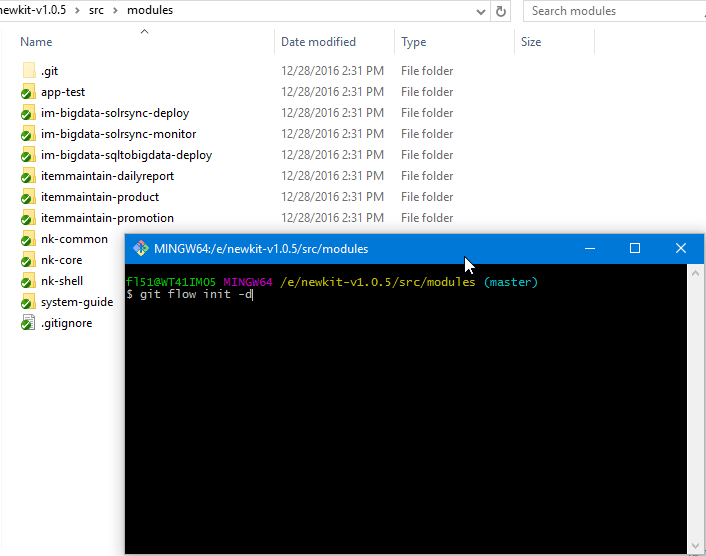 newkit-v1.0.5 > src > modules Search modules
Name Date modified Type Size
.git 12/28/2016 2:31 PM File folder
app-test 12/28/2016 2:31 PM File folder
im-bigdata-solrsync-deploy 12/28/2016 2:31 PM File folder
im-bigdata-solrsync-monitor 12/28/2016 2:31 PM File folder
im-bigdata-sqltobigdata-deploy 12/28/2016 2:31 PM File folder
itemmaintain-dailyreport 12/28/2016 2:31 PM File folder
itemmaintain-product 12/28/2016 2:31 PM File folder
itemmaintain-promotion 12/28/2016 2:31 PM File folder
nk-common
nk-core
nk-shell
system-guide
.gitignore
MINGW64:/e/newkit-v1.0.5/src/modules
fl51@WT41IM05 MINGW64 /e/newkit-v1.0.5/src/modules (master)
$ git flow init -d